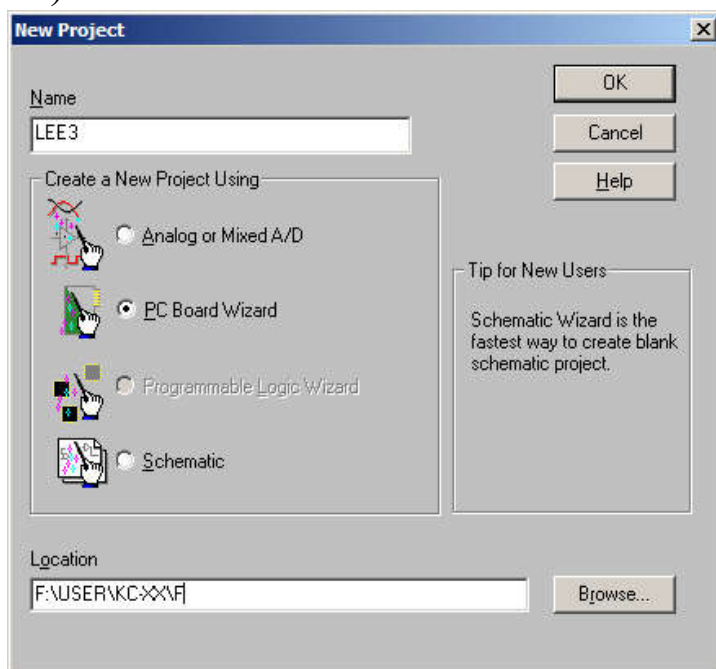 New Project
Name
LEE3
OK
Cancel
Help
Create a New Project Using
Analog or Mixed A/D
PC Board Wizard
Programmable Logic Wizard
Schematic
Tip for New Users
Schematic Wizard is the
fastest way to create blank
schematic project.
Location
F:\USER\KC-XX\F
Browse...